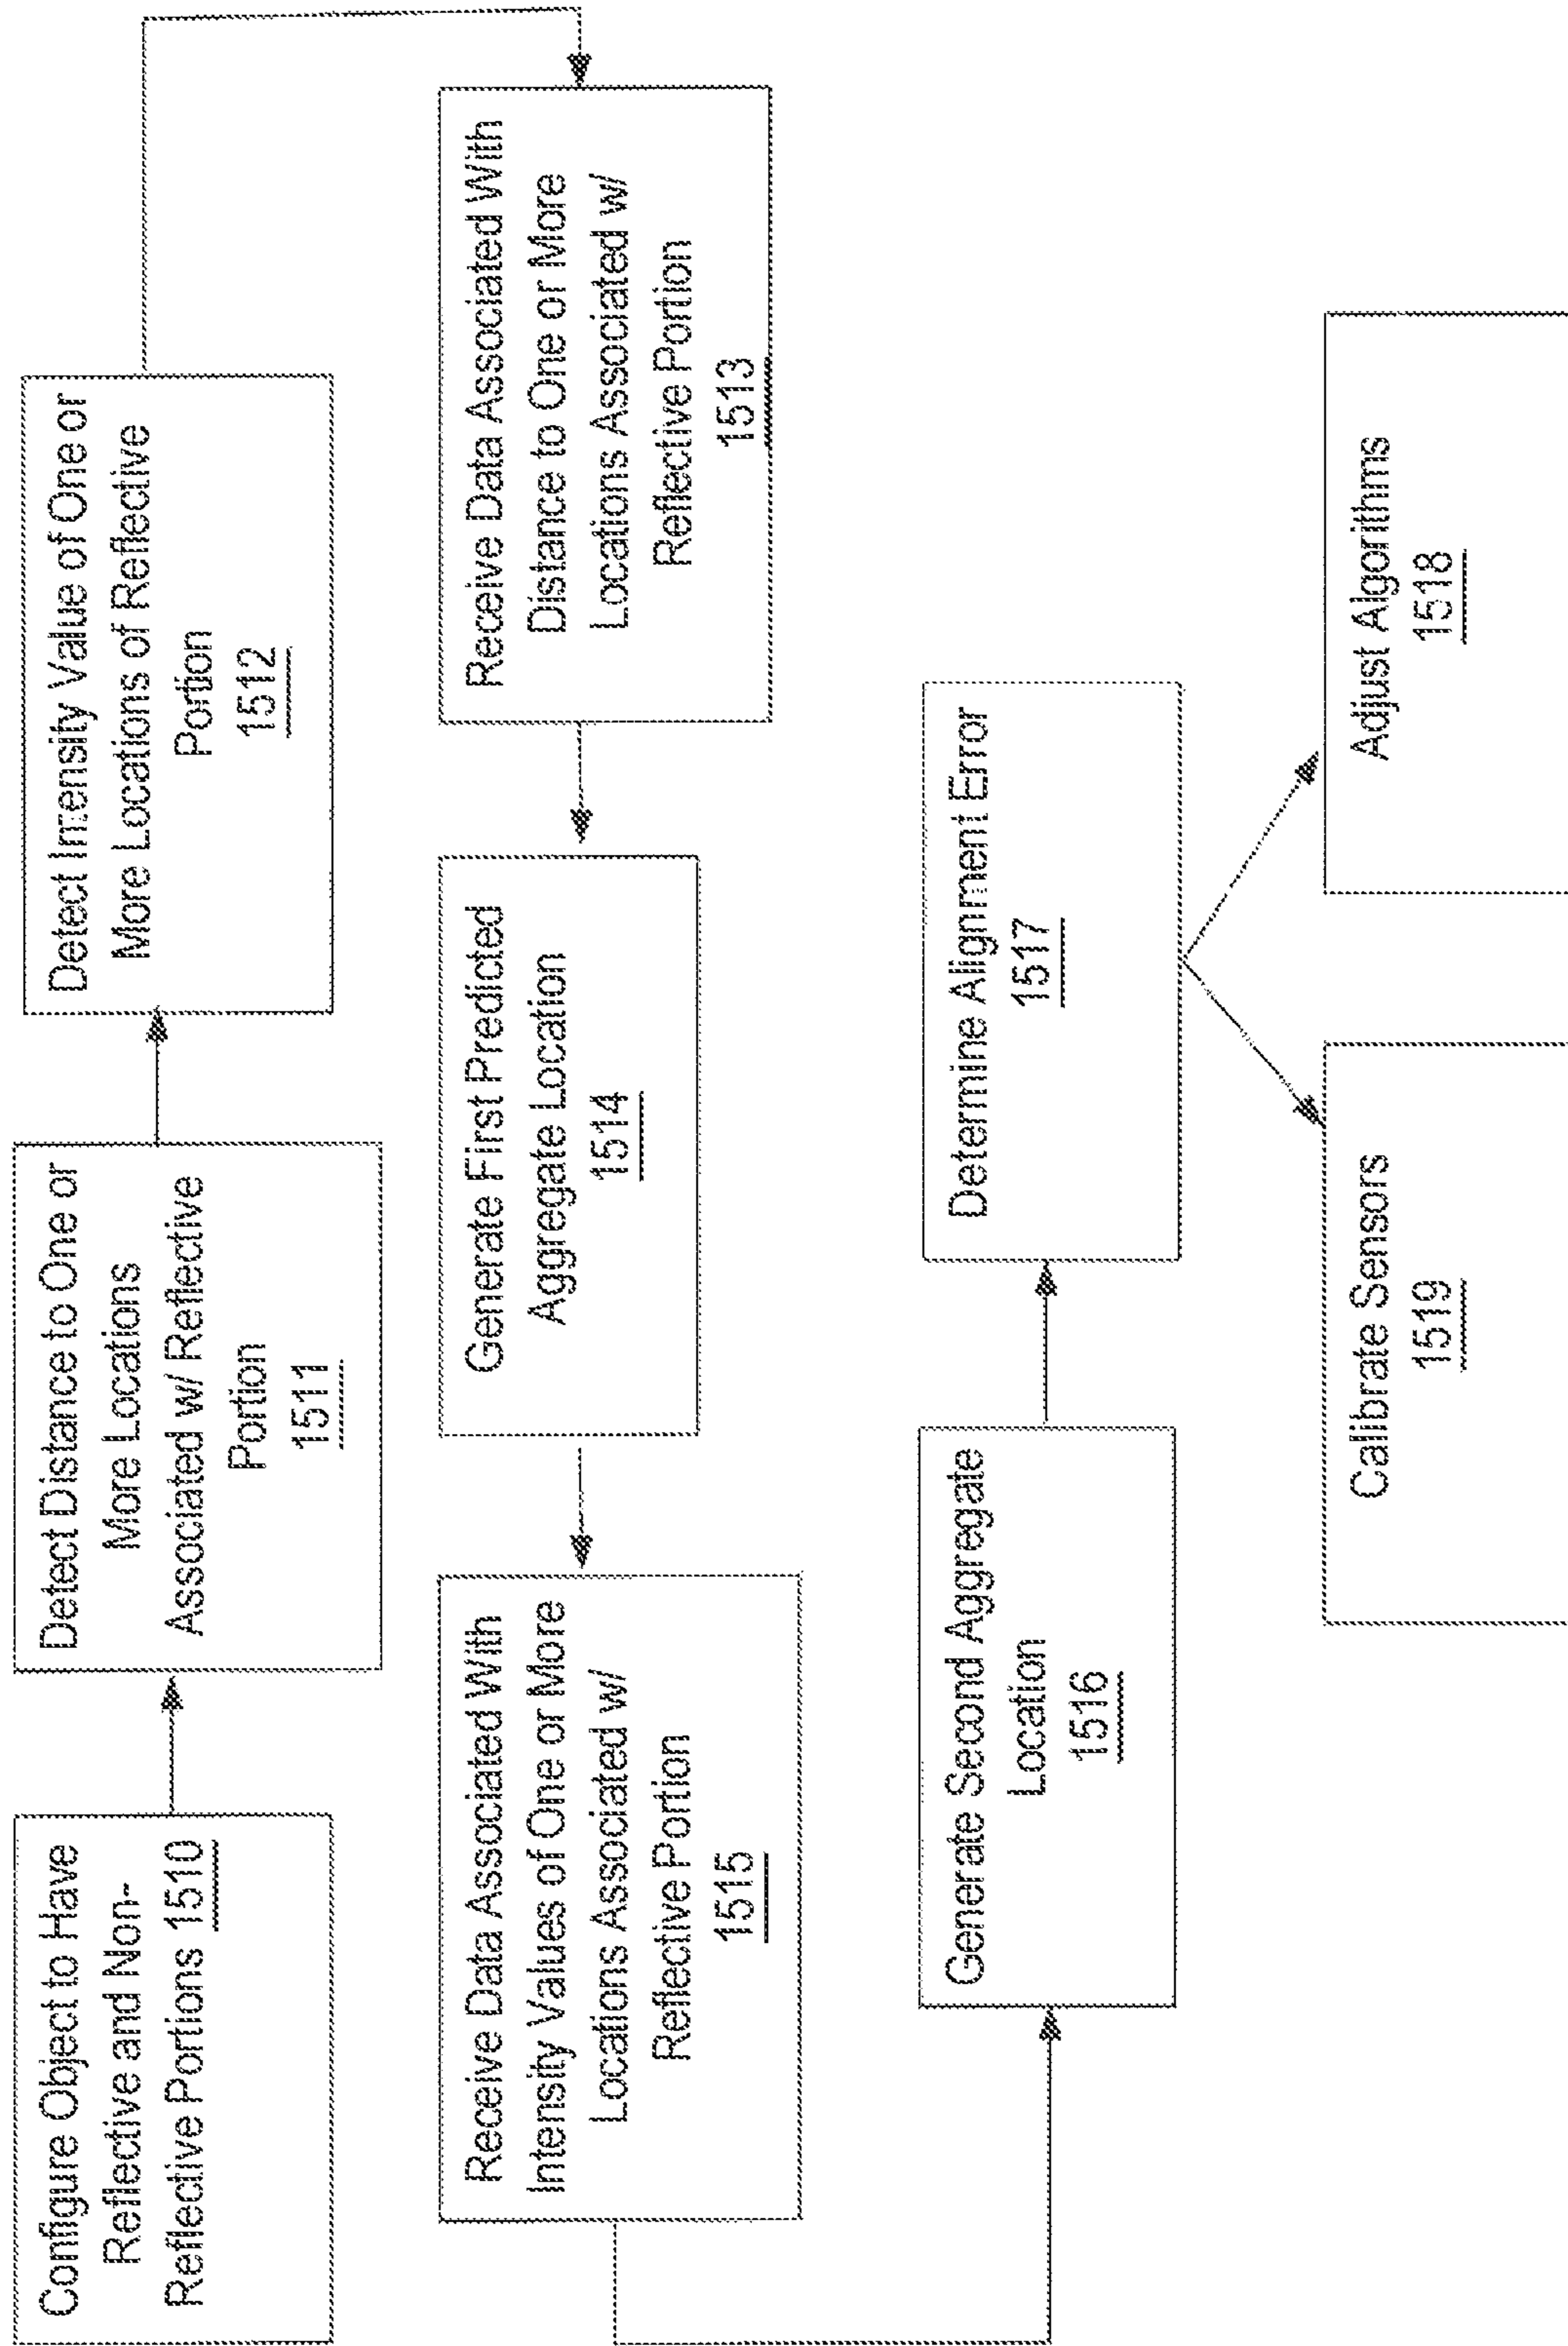 Configure Object to Have
Reflective and Non-
Reflective Portions 1510
Detect Distance to One or
More Locations
Associated w/ Reflective
Portion
1511
Detect Intensity Value of One or
More Locations of Reflective
Portion
1512
Receive Data Associated With
Distance to One or More
Locations Associated w/
Reflective Portion
1513
Generate First Predicted
Aggregate Location
1514
Receive Data Associated With
Intensity Values of One or More
Locations Associated w/
Reflective Portion
1515
Generate Second Aggregate
Location
1516
Determine Alignment Error
1517
Adjust Algorithms
1518
Calibrate Sensors
1519